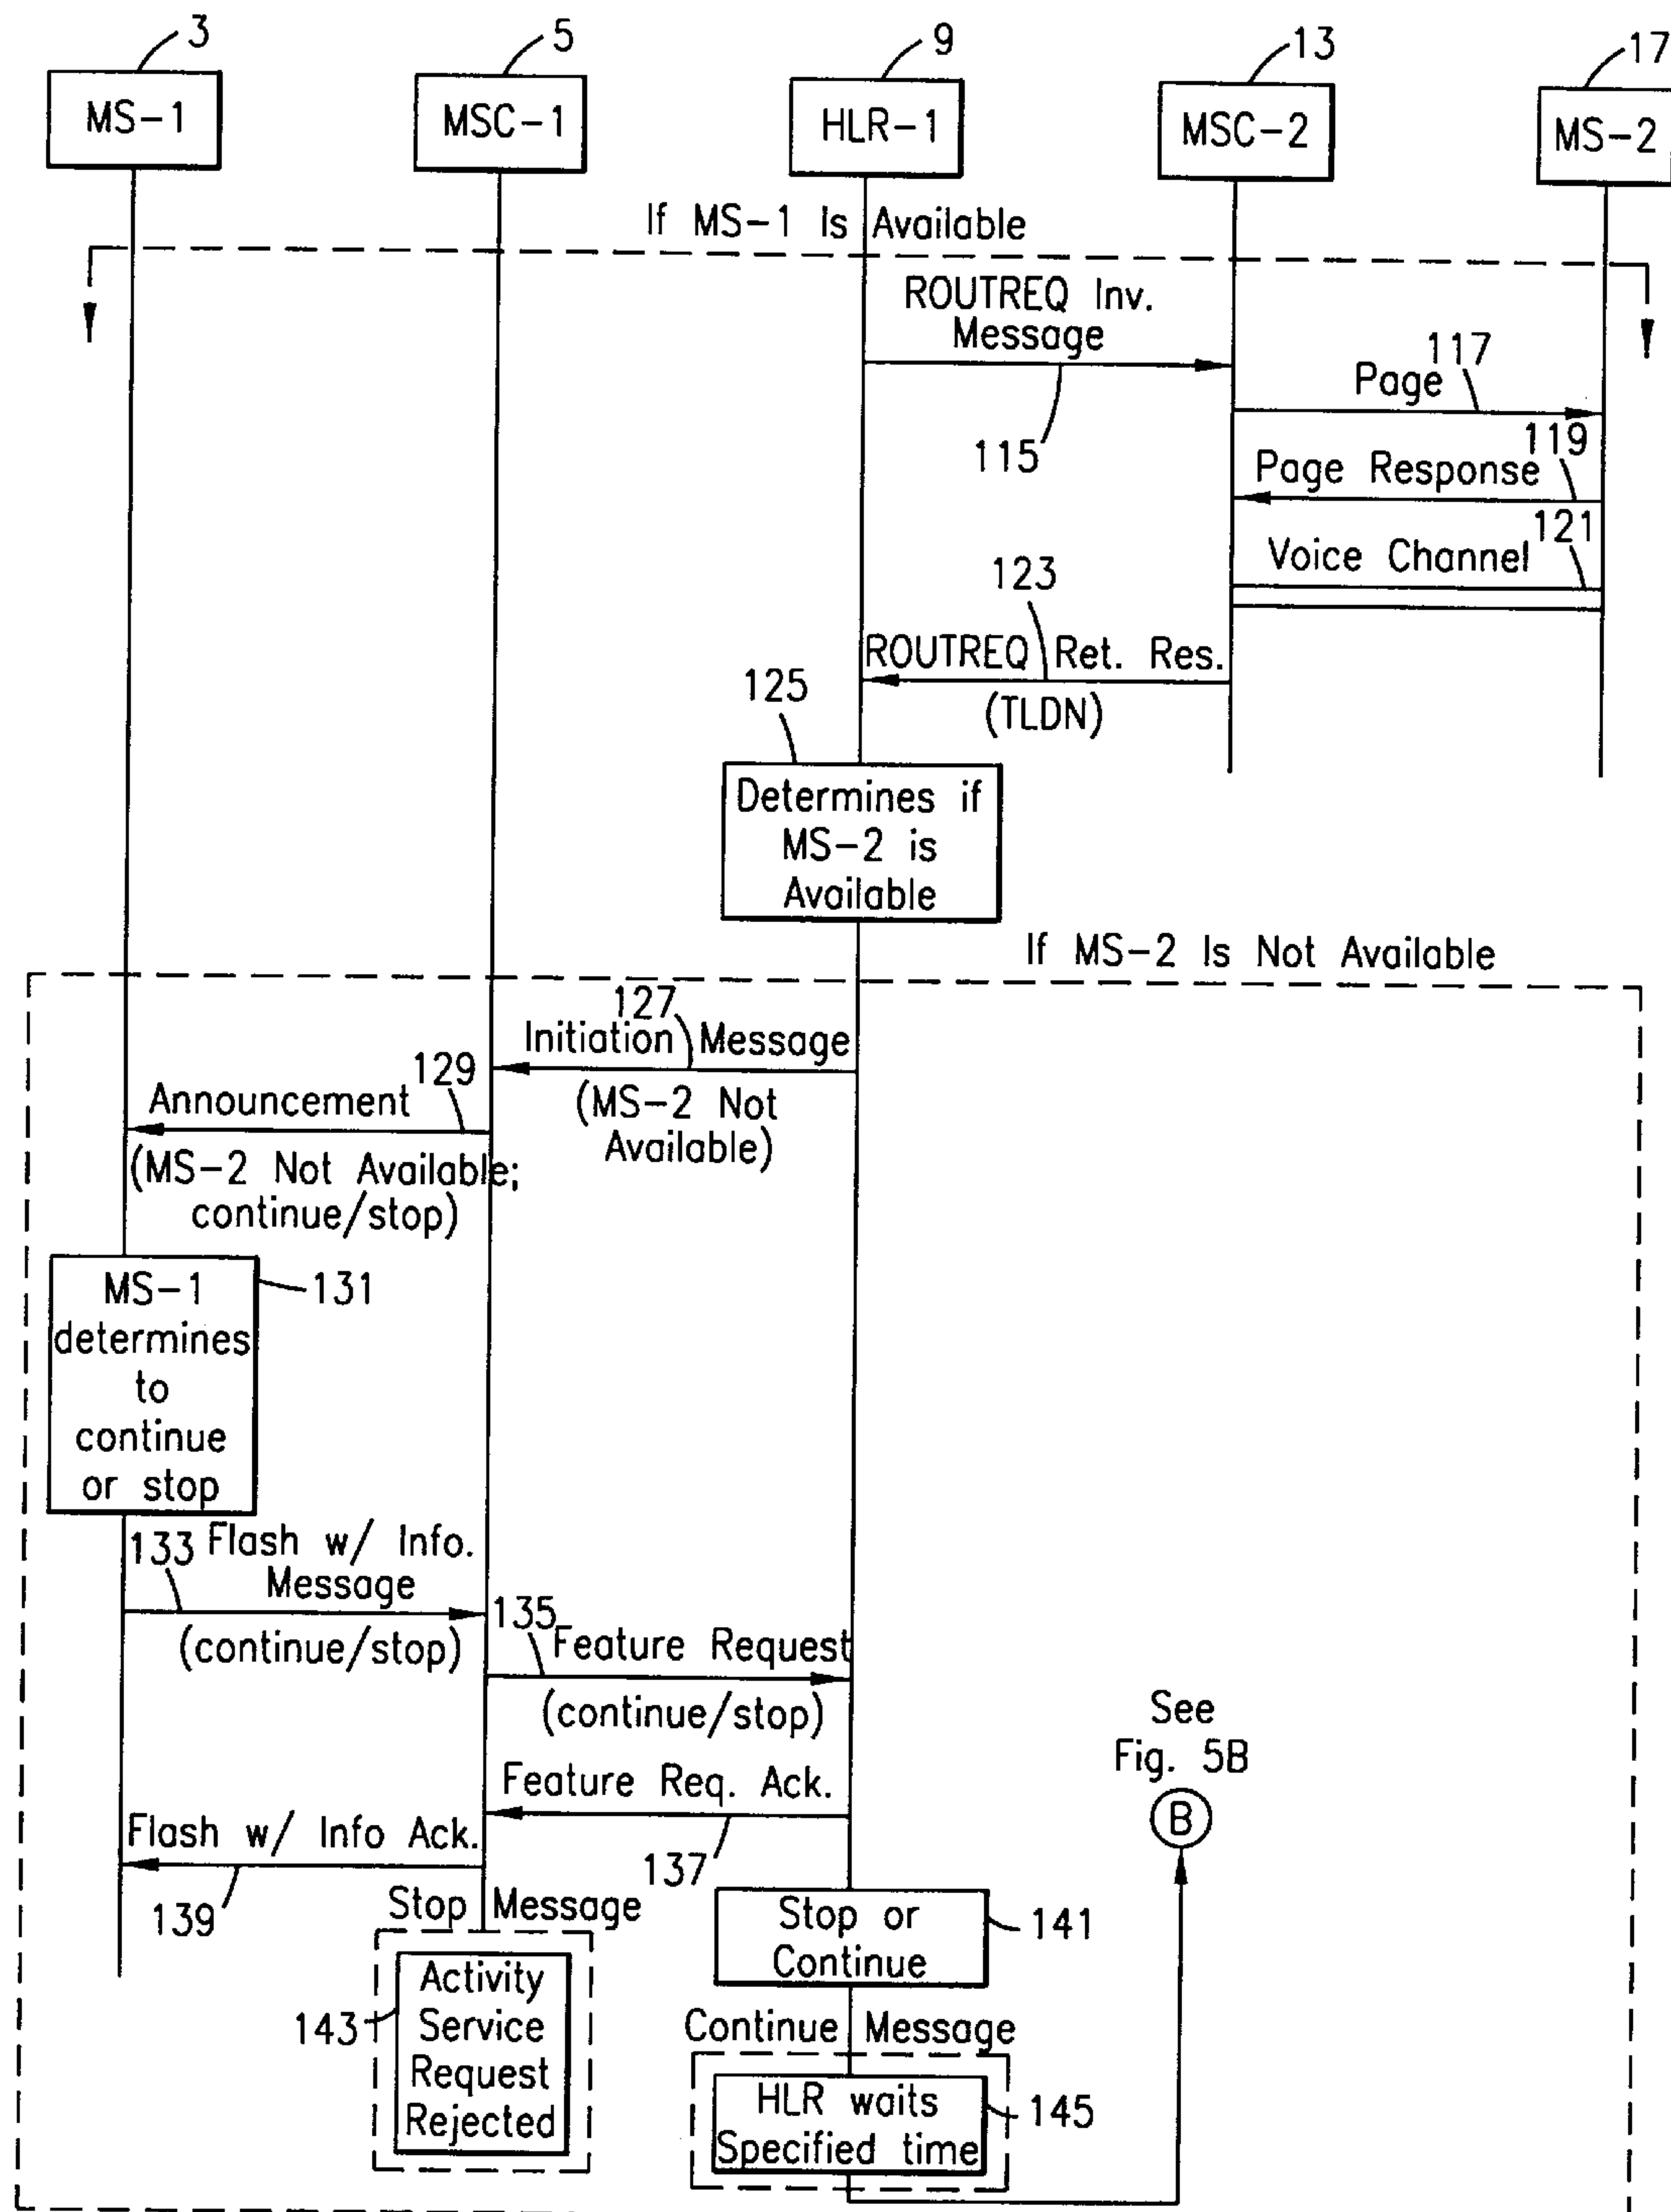 3
5
9
13
17
MS-1
MSC-1
HLR-1
MSC-2
MS-2
If MS-1 Is Available
ROUTREQ Inv.
Message
115
117
Page
119
Page Response
121
Voice Channel
123
ROUTREQ Ret. Res.
(TLDN)
125
Determines if
MS-2 is
Available
If MS-2 Is Not Available
127
Initiation Message
(MS-2 Not
Available)
129
Announcement
(MS-2 Not Available;
continue/stop)
MS-1
determines
to
continue
or stop
131
133 Flash w/ Info.
Message
(continue/stop)
135
Feature Request
(continue/stop)
Feature Req. Ack.
137
Flash w/ Info Ack.
139
See
Fig. 5B
B
Stop Message
143
Activity
Service
Request
Rejected
Stop or
Continue
141
Continue Message
HLR waits
Specified time
145